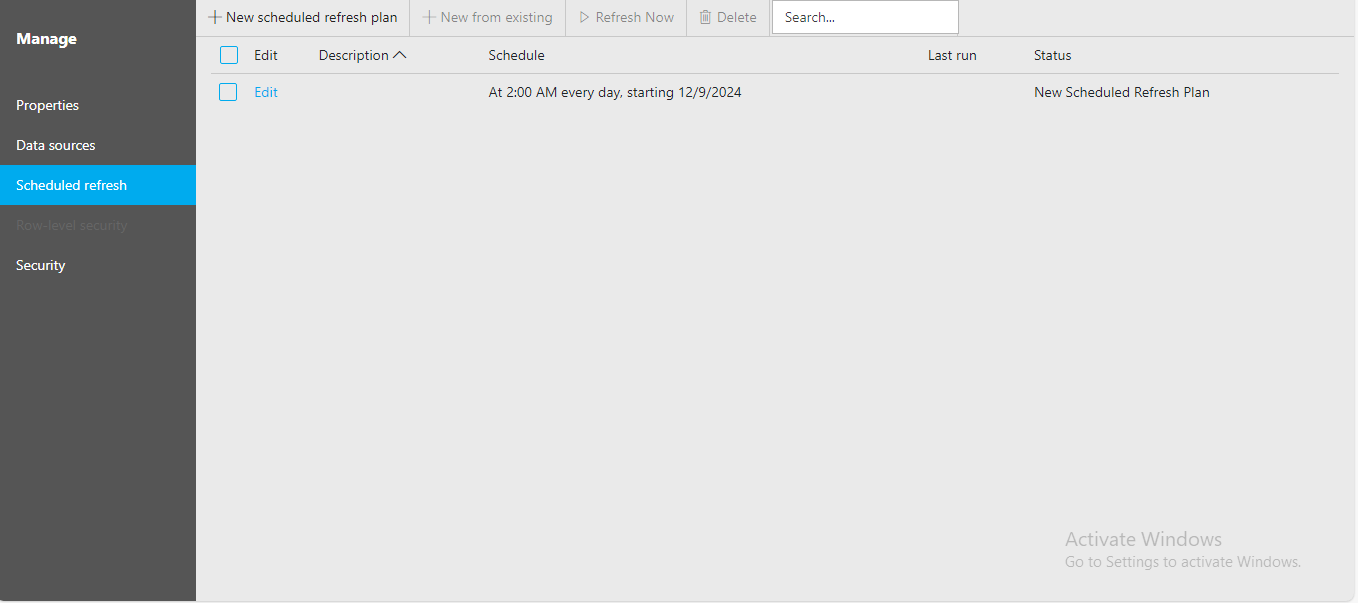 Manage
Properties
Data sources
Scheduled refresh
Row-level security
Security
New scheduled refresh plan New from existing Refresh Now Delete Search...
Edit Description Schedule Last run Status
Edit At 2:00 AM every day, starting 12/9/2024 New Scheduled Refresh Plan
Activate Windows
Go to Settings to activate Windows.